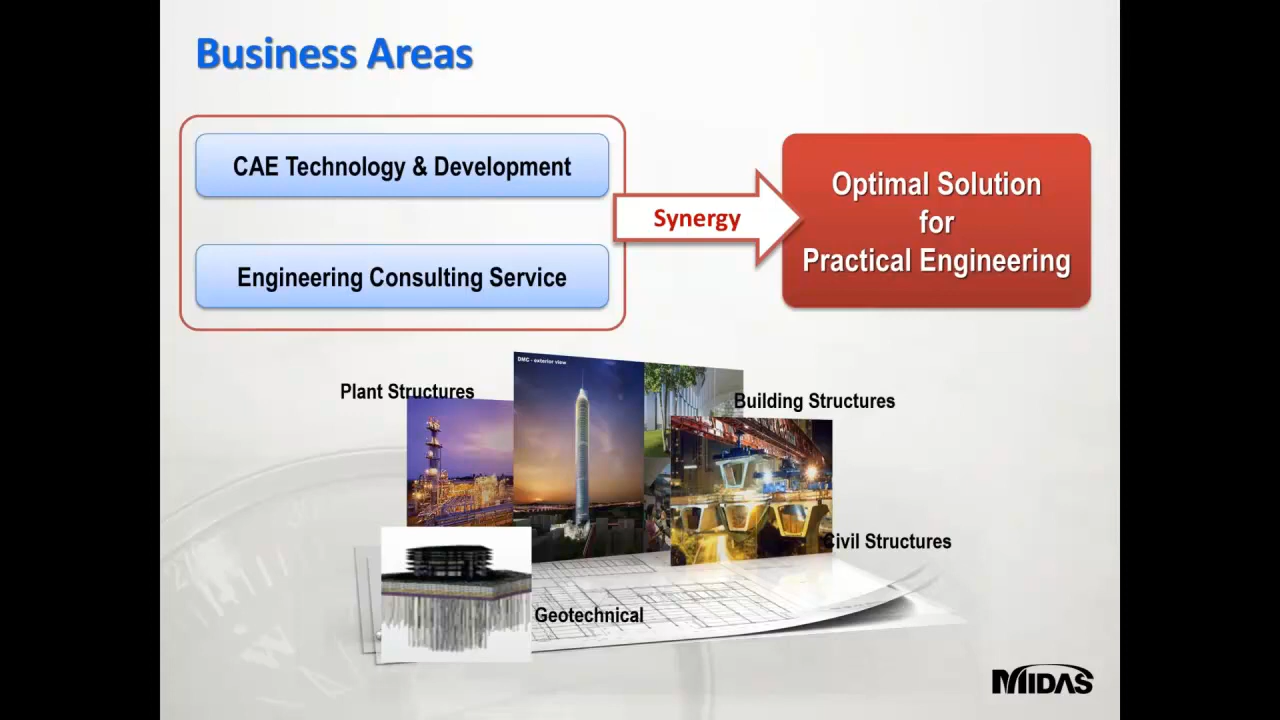 Business Areas
CAE Technology & Development
Engineering Consulting Service
Synergy
Optimal Solution
for
Practical Engineering
DMC - exterior view
Plant Structures
Building Structures
Civil Structures
Geotechnical
MIDAS